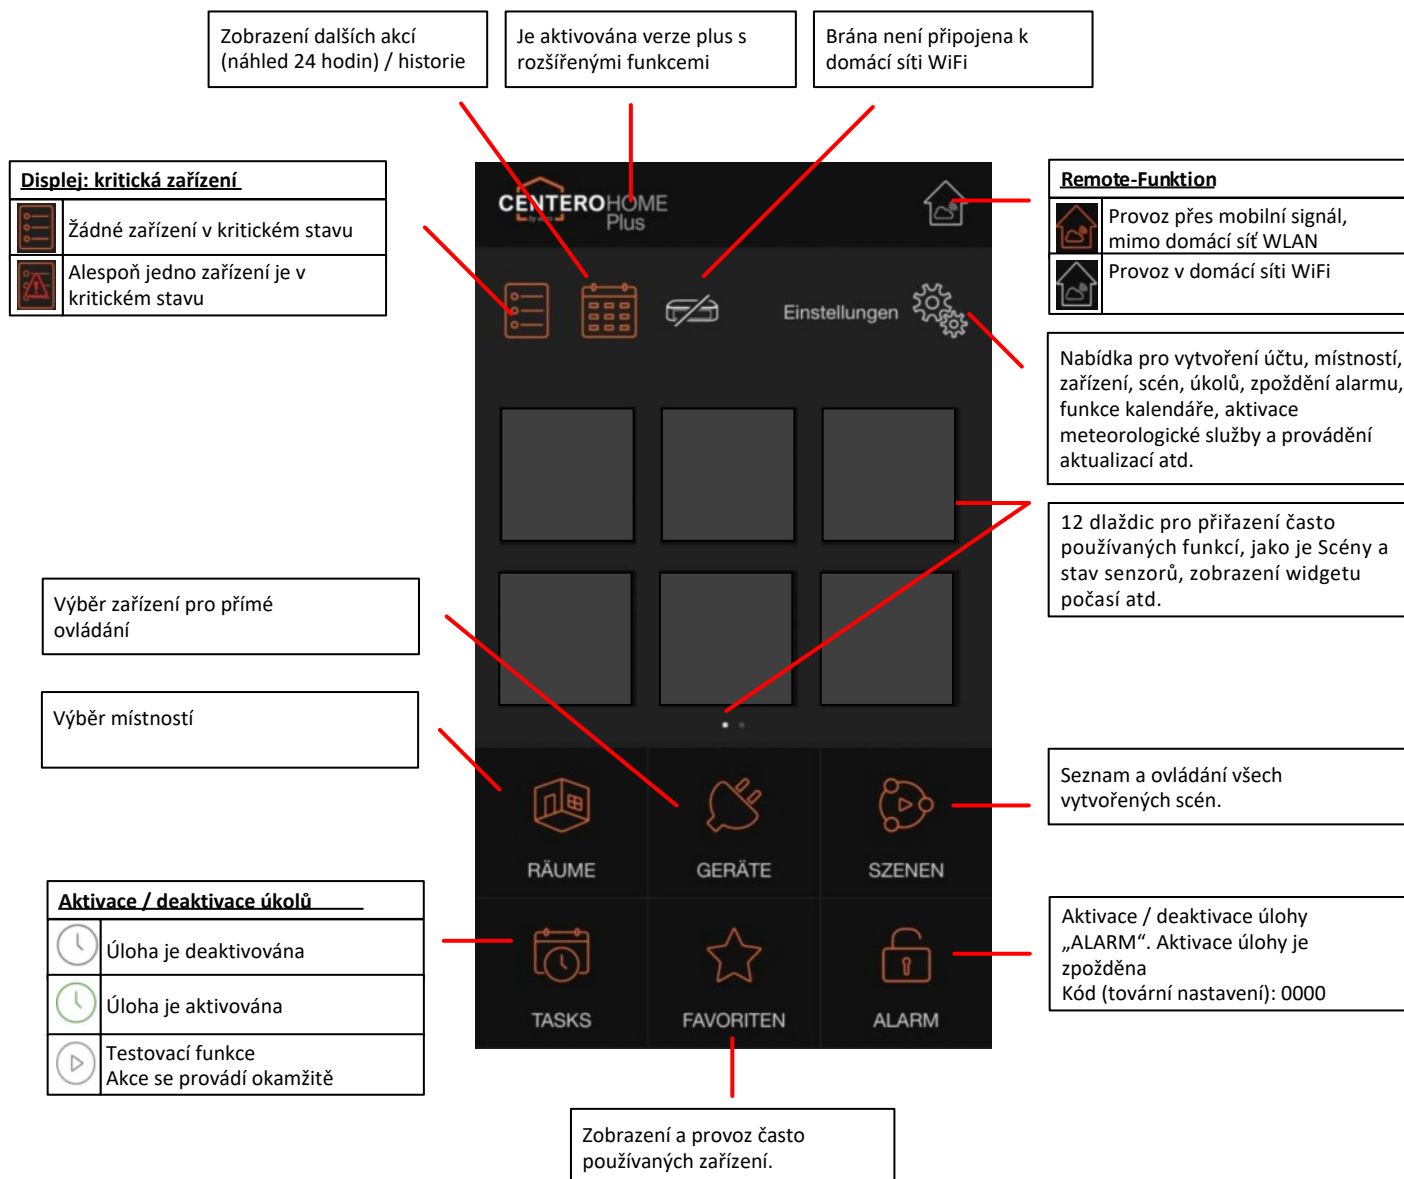 Zobrazení dalších akcí
(náhled 24 hodin) / historie
Je aktivována verze plus s
rozšířenými funkcemi
Brána není připojena k
domácí síti WiFi
Displej: kritická zařízení
Žádné zařízení v kritickém stavu
Alespoň jedno zařízení je v
kritickém stavu
CENTEROHOME
Plus
Remote-Funktion
Provoz přes mobilní signál,
mimo domácí síť WLAN
Provoz v domácí síti WiFi
Einstellungen
Nabídka pro vytvoření účtu, místností,
zařízení, scén, úkolů, zpoždění alarmu,
funkce kalendáře, aktivace
meteorologické služby a provádění
aktualizací atd.
12 dlaždic pro přiřazení často
používaných funkcí, jako je Scény a
stav senzorů, zobrazení widgetu
počasí atd.
Výběr zařízení pro přímé
ovládání
Výběr místností
Seznam a ovládání všech
vytvořených scén.
RÄUME
GERÄTE
SZENEN
Aktivace / deaktivace úkolů
Úloha je deaktivována
Úloha je aktivována
Testovací funkce
Akce se provádí okamžitě
TASKS
FAVORITEN
ALARM
Aktivace / deaktivace úlohy
„ALARM“. Aktivace úlohy je
zpožděna
Kód (tovární nastavení): 0000
Zobrazení a provoz často
používaných zařízení.